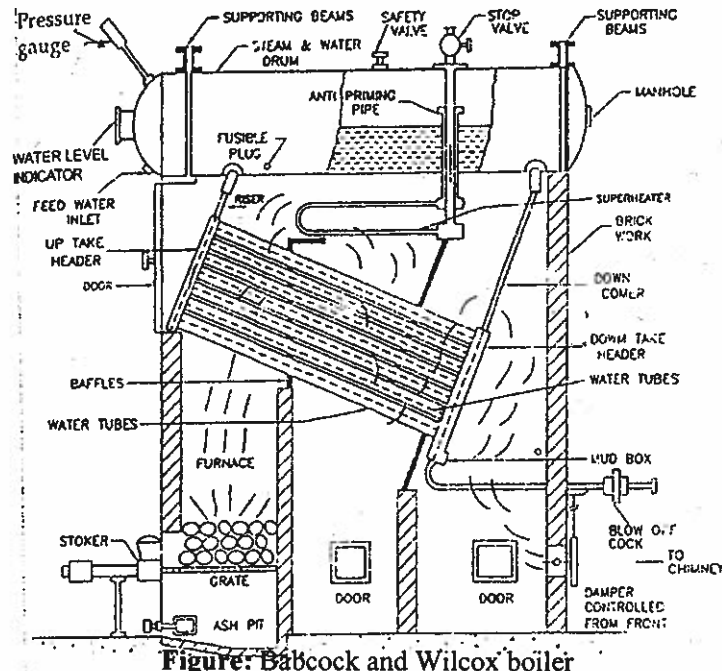 Pressure
gauge
SUPPORTING BEAMS
STEAM & WATER
DRUM
SAFETY
VALVE
STOP
VALVE
SUPPORTING
BEAMS
ANTI PRIMING
PIPE
MANHOLE
WATER LEVEL
INDICATOR
FUSIBLE
PLUG
FEED WATER
INLET
RISER
SUPERHEATER
UP TAKE
HEADER
BRICK
WORK
DOOR
DOWN
COMER
DOWN TAKE
HEADER
BAFFLES
WATER TUBES
WATER TUBES
FURNACE
MUD BOX
STOKER
BLOW OFF
COCK
TO
CHIMNEY
GRATE
DOOR
DOOR
DAMPER
CONTROLLED
FROM FRONT
ASH PIT
Figure: Babcock and Wilcox boiler